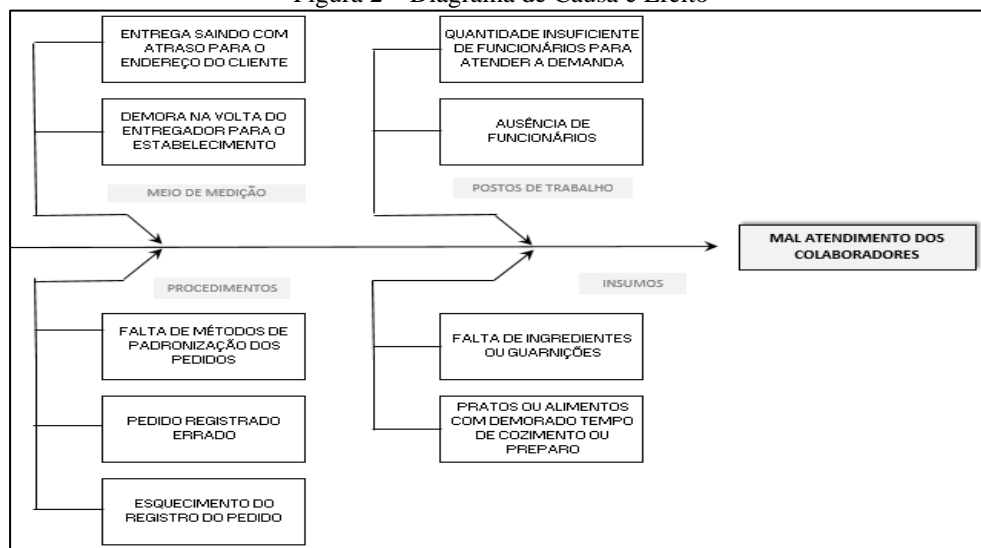 Figura 2 – Diagrama de Causa e Efeito
ENTREGA SAINDO COM
ATRASO PARA O
ENDEREÇO DO CLIENTE
DEMORA NA VOLTA DO
ENTREGADOR PARA O
ESTABELECIMENTO
MEIO DE MEDIÇÃO
QUANTIDADE INSUFICIENTE
DE FUNCIONÁRIOS PARA
ATENDER A DEMANDA
AUSÊNCIA DE
FUNCIONÁRIOS
POSTOS DE TRABALHO
MAL ATENDIMENTO DOS
COLABORADORES
PROCEDIMENTOS
FALTA DE MÉTODOS DE
PADRONIZAÇÃO DOS
PEDIDOS
PEDIDO REGISTRADO
ERRADO
ESQUECIMENTO DO
REGISTRO DO PEDIDO
INSUMOS
FALTA DE INGREDIENTES
OU GUARNIÇÕES
PRATOS OU ALIMENTOS
COM DEMORADO TEMPO
DE COZIMENTO OU
PREPARO